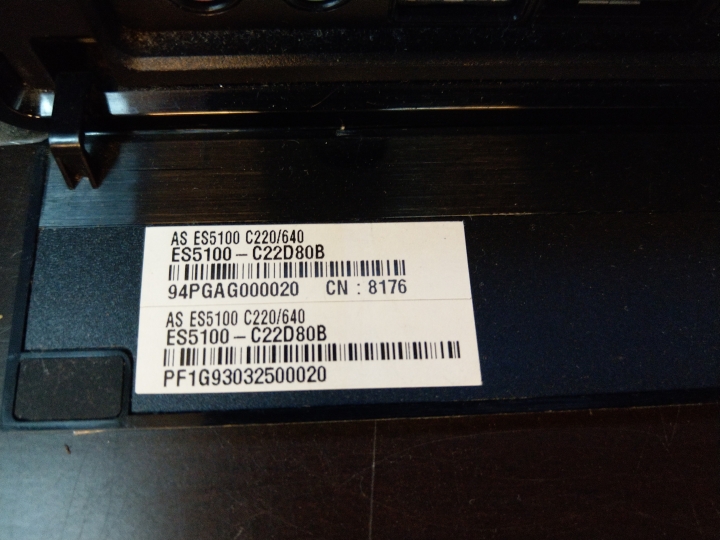 AS ES5100 C220/640
ES5100-C22D80B
94PGAG000020 CN : 8176
AS ES5100 C220/640
ES5100-C22D80B
PF1G93032500020